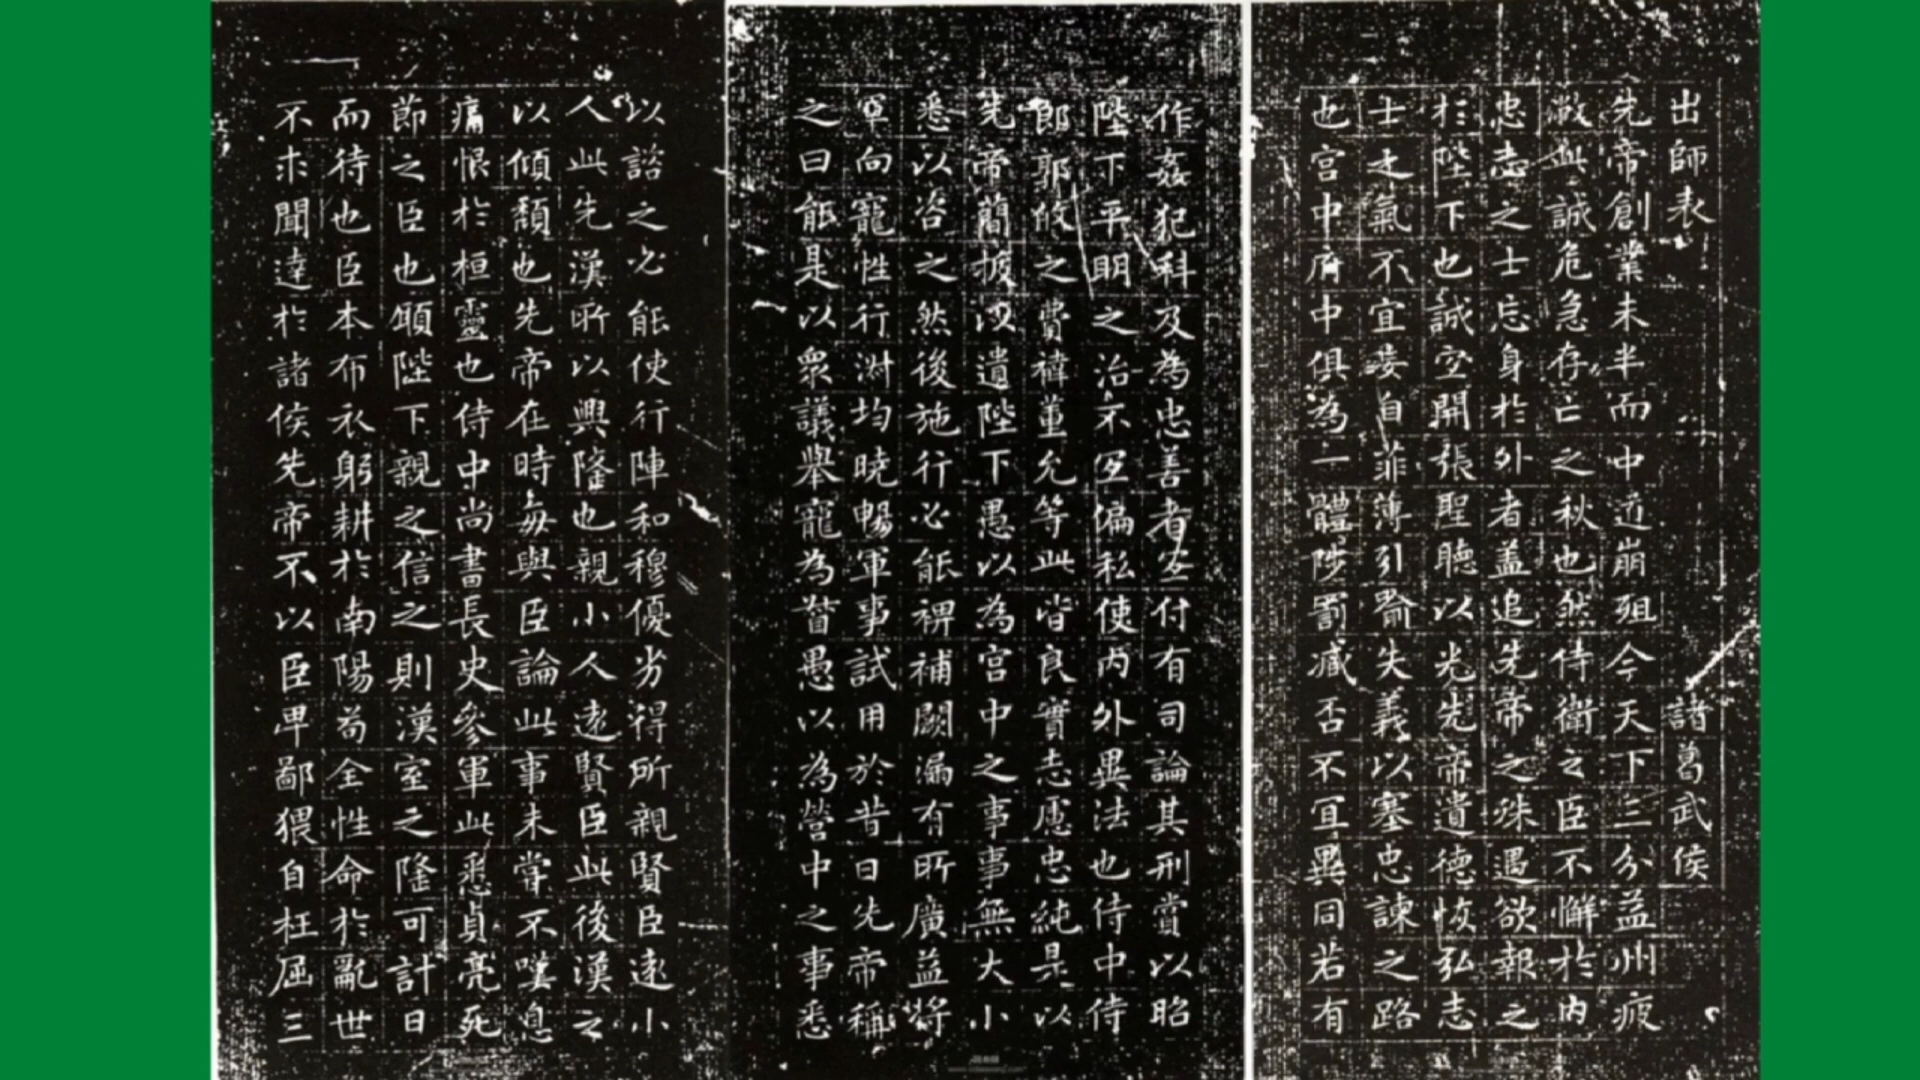 出師表 諸葛武侯
先帝創業未半而中道崩殂今天下三分益州疲
敝此誠危急存亡之秋也然侍衛之臣不懈於内
忠志之士忘身於外者盖追先帝之殊遇欲報之
於陛下也誠宜開張聖聽以光先帝遺德恢弘志
士之氣不宜妄自菲薄引喻失義以塞忠諫之路
也宫中府中俱為一體陟罰臧否不宜異同若有
作姦犯科及為忠善者宜付有司論其刑賞以昭
陛下平明之治不宜偏私使内外異法也侍中侍
郎郭攸之費禕董允等此皆良實志慮忠純是以
先帝簡拔以遺陛下愚以為宫中之事事無大小
悉以咨之然後施行必能裨補闕漏有所廣益將
軍向寵性行淑均曉暢軍事試用於昔日先帝稱
之曰能是以衆議舉寵為督愚以為營中之事悉
以諮之必能使行陣和穆優劣得所親賢臣遠小
人此先漢所以興隆也親小人遠賢臣此後漢之
以傾頹也先帝在時每與臣論此事未嘗不嘆息
痛恨於桓靈也侍中尚書長史參軍此悉貞亮死
節之臣也願陛下親之信之則漢室之隆可計日
而待也臣本布衣躬耕於南陽苟全性命於亂世
不求聞達於諸侯先帝不以臣卑鄙猥自枉屈三